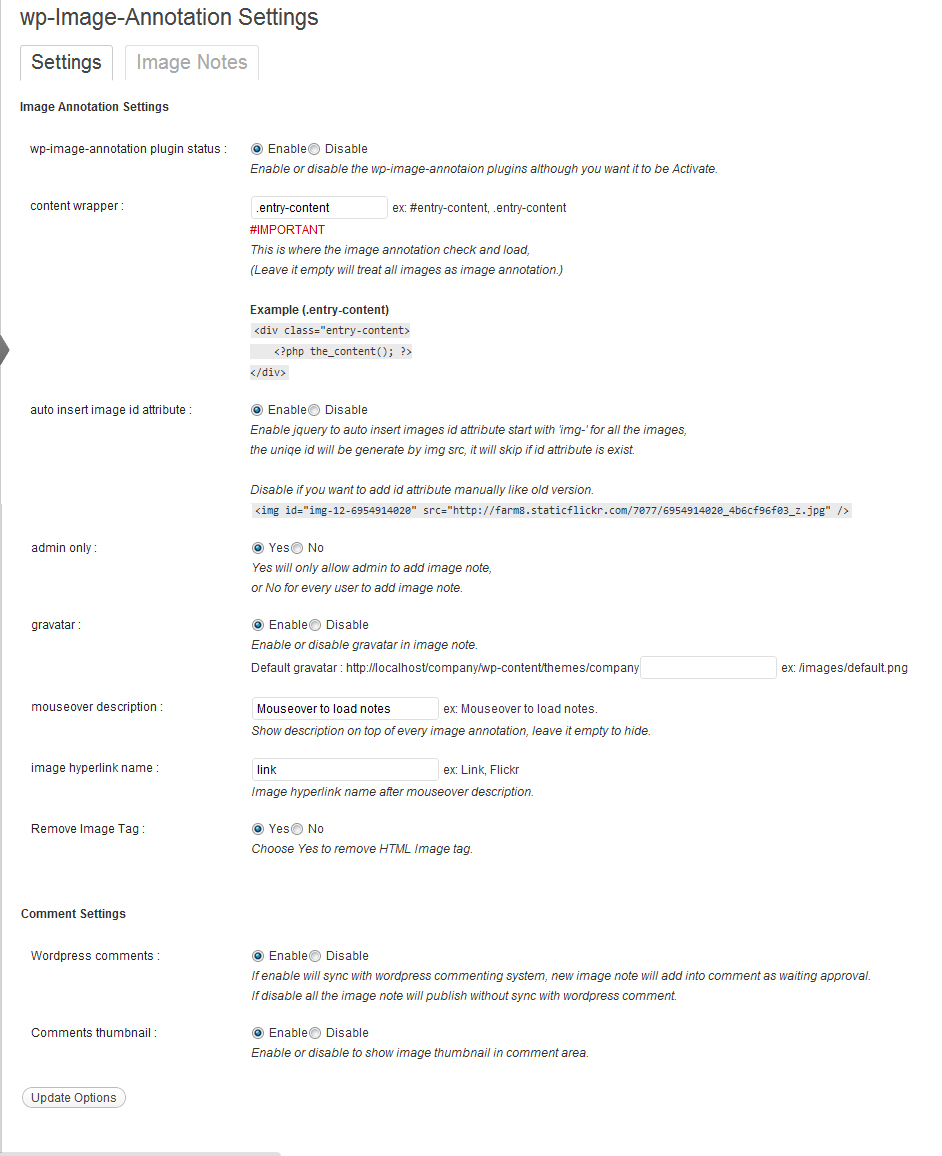 wp-Image-Annotation Settings
Settings Image Notes
Image Annotation Settings
wp-image-annotation plugin status : Enable Disable
Enable or disable the wp-image-annotaion plugins although you want it to be Activate.
content wrapper : .entry-content ex: #entry-content, .entry-content
#IMPORTANT
This is where the image annotation check and load,
(Leave it empty will treat all images as image annotation.)
Example (.entry-content)
<div class="entry-content>
<?php the_content(); ?>
</div>
auto insert image id attribute : Enable Disable
Enable jquery to auto insert images id attribute start with 'img-' for all the images,
the uniqe id will be generate by img src, it will skip if id attribute is exist.
Disable if you want to add id attribute manually like old version.
<img id="img-12-6954914020" src="http://farm8.staticflickr.com/7077/6954914020_4b6cf96f03_z.jpg" />
admin only : Yes No
Yes will only allow admin to add image note,
or No for every user to add image note.
gravatar : Enable Disable
Enable or disable gravatar in image note.
Default gravatar : http://localhost/company/wp-content/themes/company ex: /images/default.png
mouseover description : Mouseover to load notes ex: Mouseover to load notes.
Show description on top of every image annotation, leave it empty to hide.
image hyperlink name : link ex: Link, Flickr
Image hyperlink name after mouseover description.
Remove Image Tag : Yes No
Choose Yes to remove HTML Image tag.
Comment Settings
Wordpress comments : Enable Disable
If enable will sync with wordpress commenting system, new image note will add into comment as waiting approval.
If disable all the image note will publish without sync with wordpress comment.
Comments thumbnail : Enable Disable
Enable or disable to show image thumbnail in comment area.
Update Options